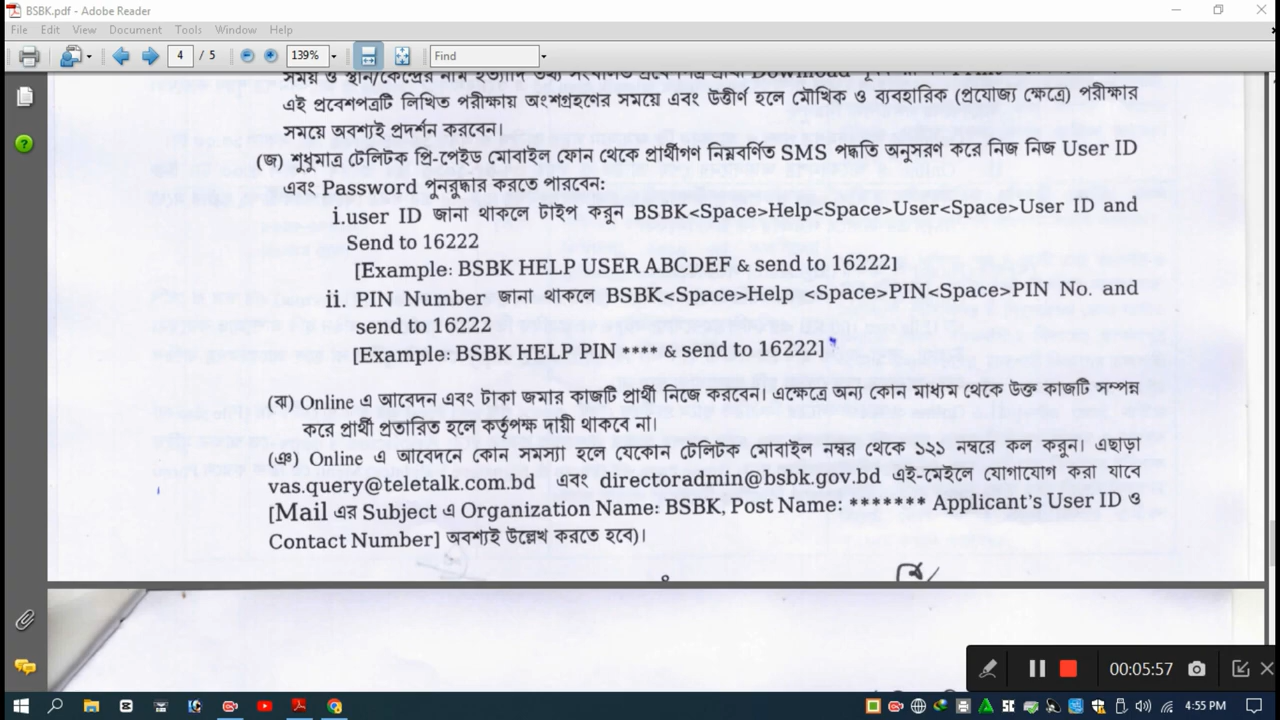 BSBK.pdf - Adobe Reader
File Edit View Document Tools Window Help
4 / 5 139% Find
সময় ও স্থান/কেন্দ্রের নাম ইত্যাদি তথ্য সংবলিত প্রবেশপত্র প্রার্থী Download
এই প্রবেশপত্রটি লিখিত পরীক্ষায় অংশগ্রহণের সময়ে এবং উত্তীর্ণ হলে মৌখিক ও ব্যবহারিক (প্রযোজ্য ক্ষেত্রে) পরীক্ষার
সময়ে অবশ্যই প্রদর্শন করবেন।
(জ) শুধুমাত্র টেলিটক প্রি-পেইড মোবাইল ফোন থেকে প্রার্থীগণ নিম্নবর্ণিত SMS পদ্ধতি অনুসরণ করে নিজ নিজ User ID
এবং Password পুনরুদ্ধার করতে পারবেন:
i.user ID জানা থাকলে টাইপ করুন BSBK<Space>Help<Space>User<Space>User ID and
Send to 16222
[Example: BSBK HELP USER ABCDEF & send to 16222]
ii. PIN Number জানা থাকলে BSBK<Space>Help <Space>PIN<Space>PIN No. and
send to 16222
[Example: BSBK HELP PIN **** & send to 16222]
(ঝ) Online এ আবেদন এবং টাকা জমার কাজটি প্রার্থী নিজে করবেন। এক্ষেত্রে অন্য কোন মাধ্যম থেকে উক্ত কাজটি সম্পন্ন
করে প্রার্থী প্রতারিত হলে কর্তৃপক্ষ দায়ী থাকবে না।
(ঞ) Online এ আবেদনে কোন সমস্যা হলে যেকোন টেলিটক মোবাইল নম্বর থেকে ১২১ নম্বরে কল করুন। এছাড়া
vas.query@teletalk.com.bd এবং directoradmin@bsbk.gov.bd এই-মেইলে যোগাযোগ করা যাবে
[Mail এর Subject এ Organization Name: BSBK, Post Name: ******* Applicant's User ID ও
Contact Number] অবশ্যই উল্লেখ করতে হবে)।
00:05:57
4:55 PM